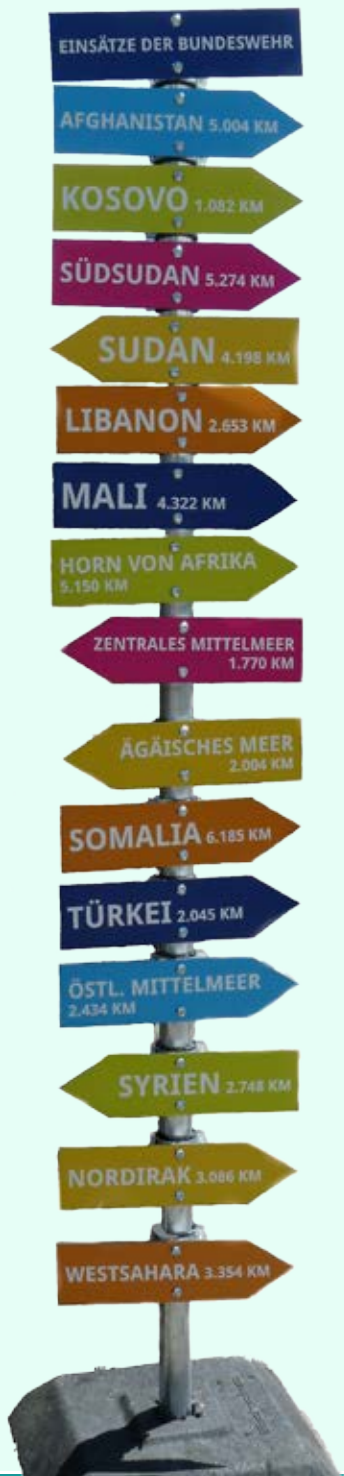 EINSÄTZE DER BUNDESWEHR
AFGHANISTAN 5.004 KM
KOSOVO 1.082 KM
SÜDSUDAN 5.274 KM
SUDAN 4.198 KM
LIBANON 2.653 KM
MALI 4.322 KM
HORN VON AFRIKA
5.150 KM
ZENTRALES MITTELMEER
1.770 KM
ÄGÄISCHES MEER
2.004 KM
SOMALIA 6.185 KM
TÜRKEI 2.045 KM
ÖSTL. MITTELMEER
2.434 KM
SYRIEN 2.748 KM
NORDIRAK 3.086 KM
WESTSAHARA 3.354 KM